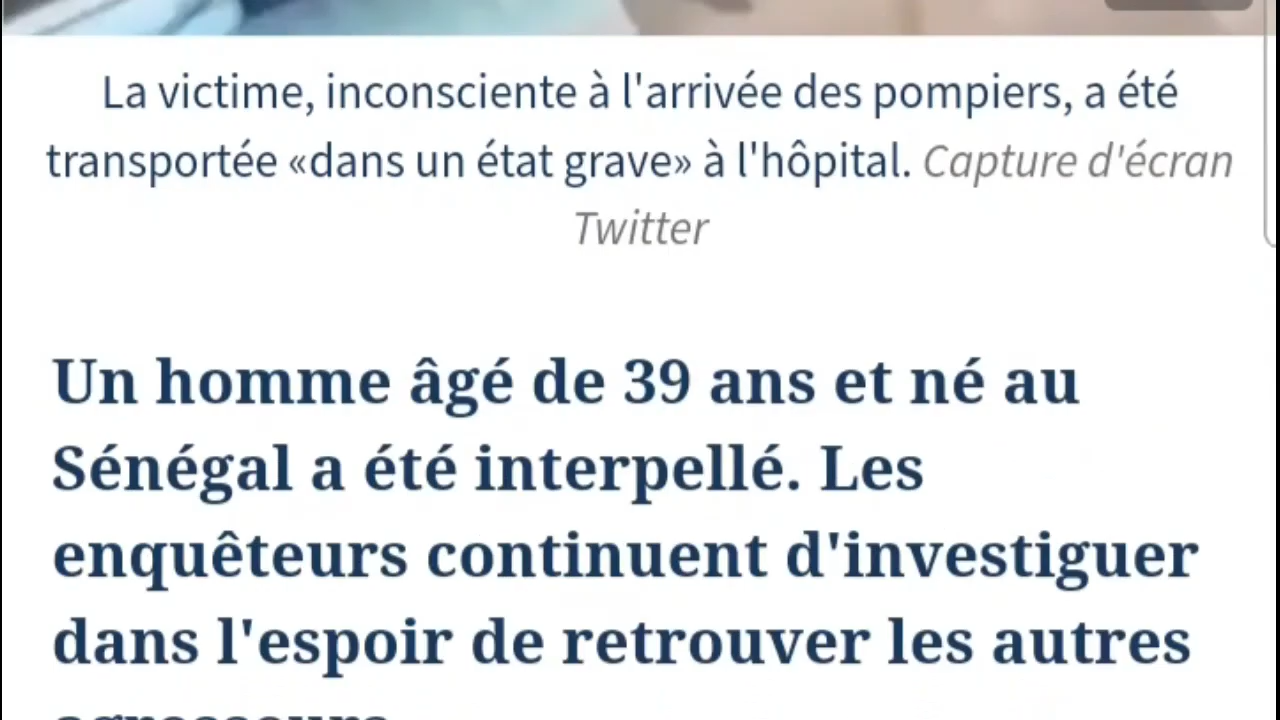 La victime, inconsciente à l'arrivée des pompiers, a été
transportée «dans un état grave» à l'hôpital. Capture d'écran
Twitter
Un homme âgé de 39 ans et né au
Sénégal a été interpellé. Les
enquêteurs continuent d'investiguer
dans l'espoir de retrouver les autres